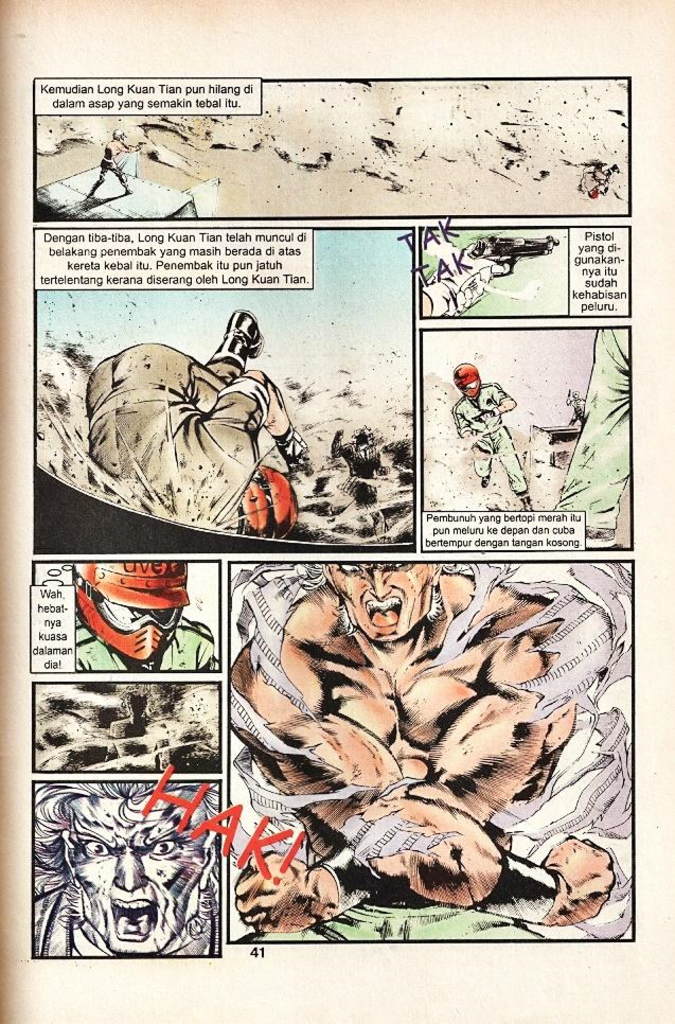 Kemudian Long Kuan Tian pun hilang di
dalam asap yang semakin tebal itu.
Dengan tiba-tiba, Long Kuan Tian telah muncul di
belakang penembak yang masih berada di atas
kereta kebal itu. Penembak itu pun jatuh
tertelentang kerana diserang oleh Long Kuan Tian.
TAK
TAK
Pistol
yang di-
gunakan-
nya itu
sudah
kehabisan
peluru.
Pembunuh yang bertopi merah itu
pun meluru ke depan dan cuba
bertempur dengan tangan kosong.
uvex
Wah,
hebat-
nya
kuasa
dalaman
dia!
HAK!
41